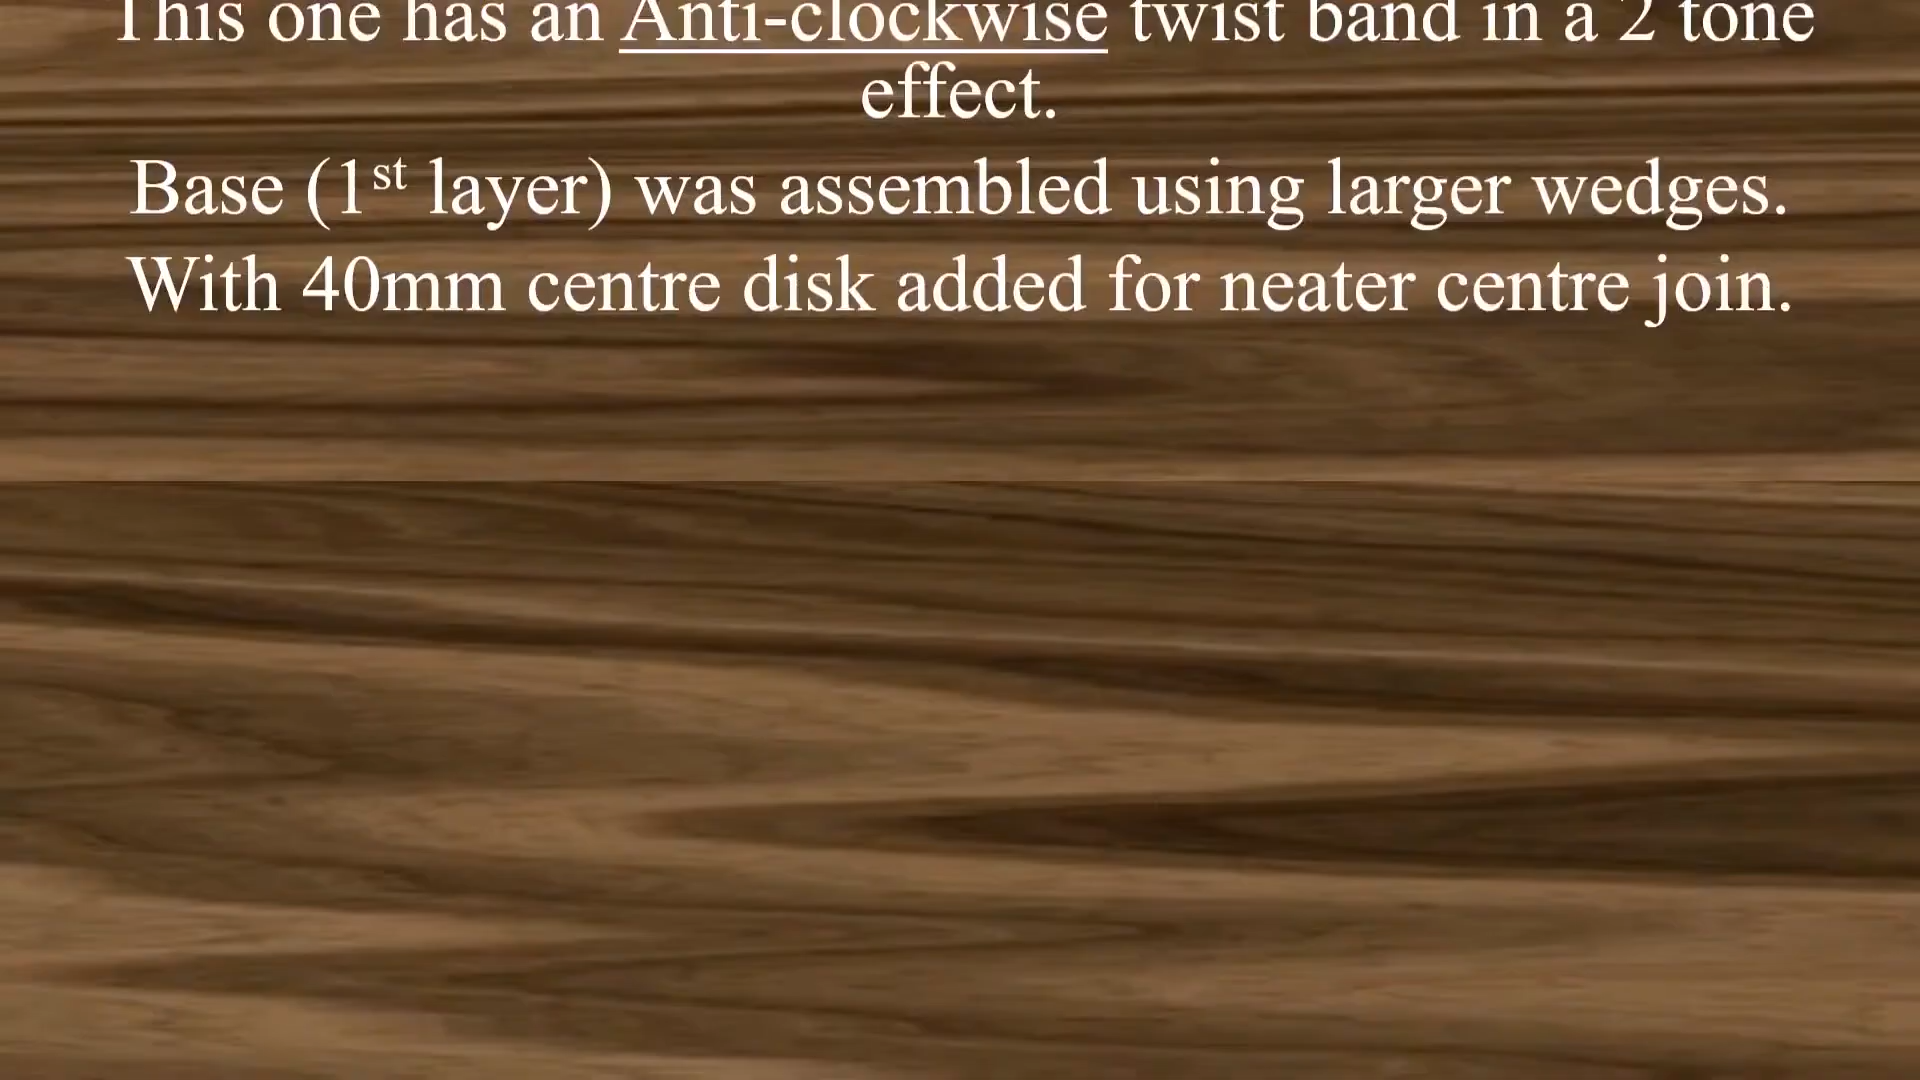 This one has an Anti-clockwise twist band in a 2 tone
effect.
Base (1st layer) was assembled using larger wedges.
With 40mm centre disk added for neater centre join.